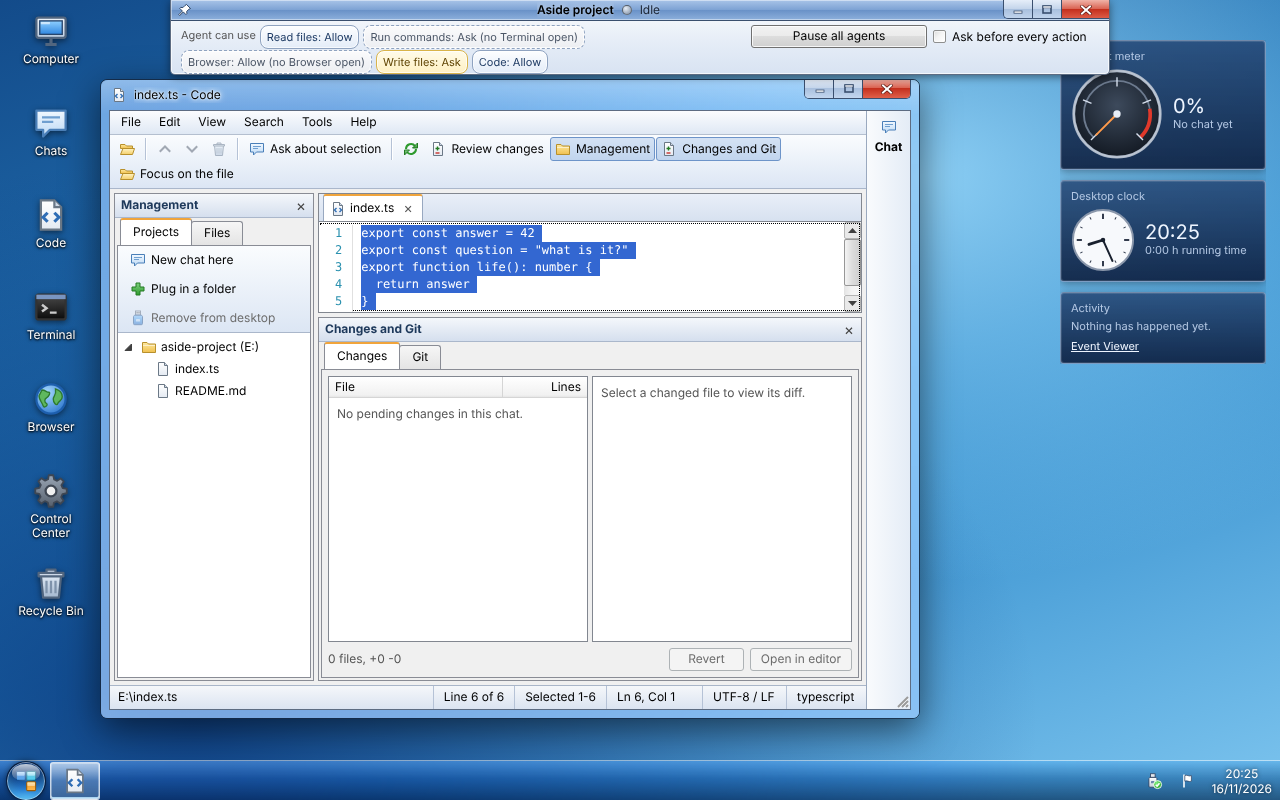 Aside project Idle
Agent can use Read files: Allow Run commands: Ask (no Terminal open)
Browser: Allow (no Browser open) Write files: Ask Code: Allow
Pause all agents Ask before every action
Computer
Chats
Code
Terminal
Browser
Control
Center
Recycle Bin
index.ts - Code
File Edit View Search Tools Help
Ask about selection Review changes Management Changes and Git
Focus on the file
Chat
Management
Projects Files
New chat here
Plug in a folder
Remove from desktop
aside-project (E:)
index.ts
README.md
index.ts
1 export const answer = 42
2 export const question = "what is it?"
3 export function life(): number {
4 return answer
5 }
Changes and Git
Changes Git
File Lines
No pending changes in this chat.
Select a changed file to view its diff.
0 files, +0 -0 Revert Open in editor
E:\index.ts Line 6 of 6 Selected 1-6 Ln 6, Col 1 UTF-8 / LF typescript
meter
0%
No chat yet
Desktop clock
20:25
0:00 h running time
Activity
Nothing has happened yet.
Event Viewer
20:25
16/11/2026